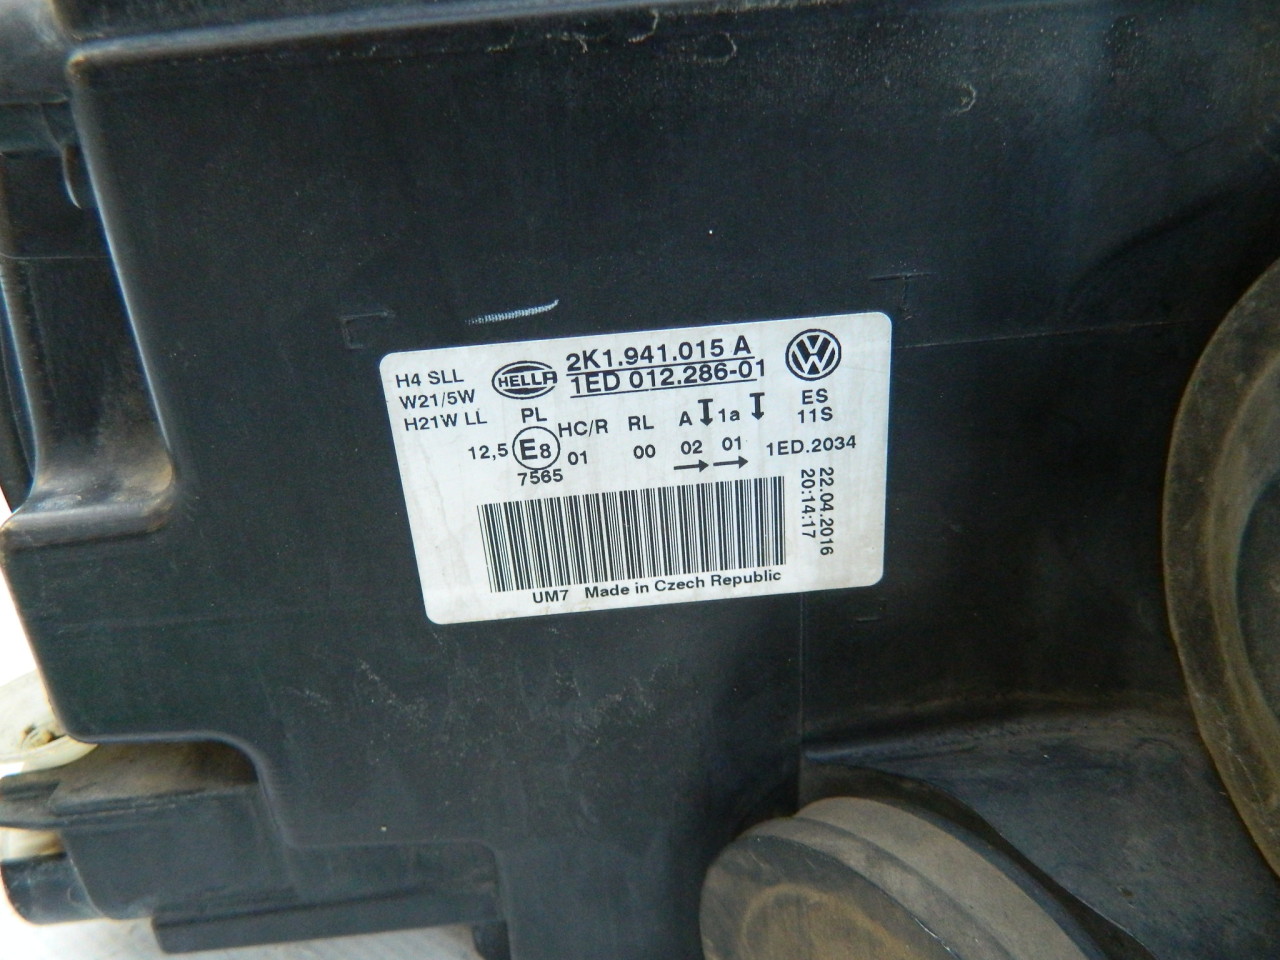 H4 SLL
W21/5W
H21W LL
HELLA
2K1.941.015 A
1ED 012.286-01
VW
ES
11S
PL
HC/R RL A 1a
12,5 E8 01 00 02 01 1ED.2034
7565
22.04.2016
20:14:17
UM7 Made in Czech Republic